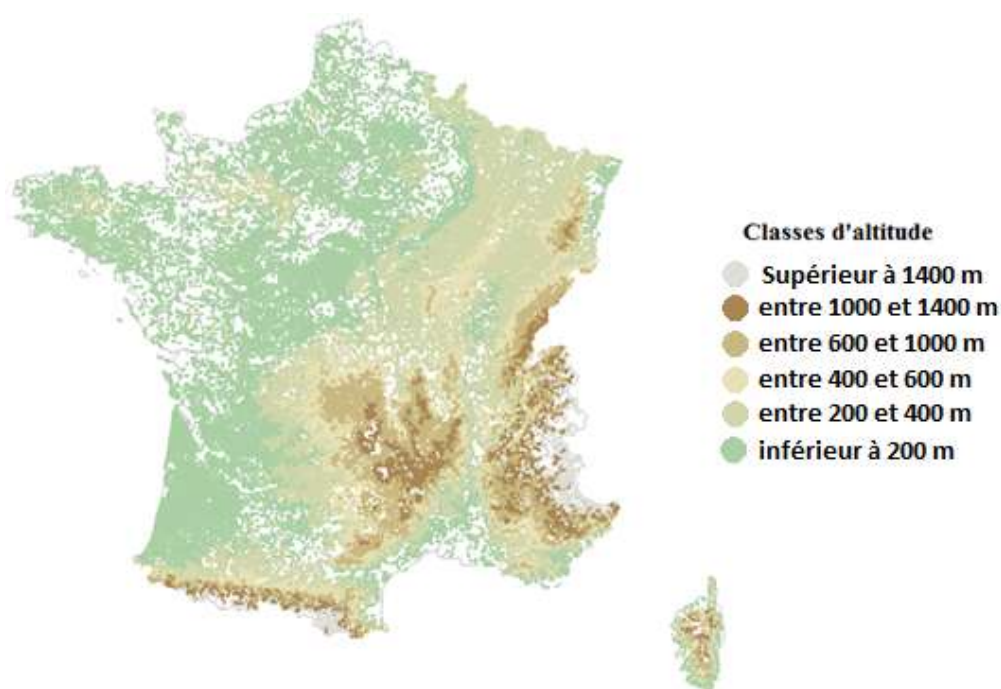 Classes d'altitude
Supérieur à 1400 m
entre 1000 et 1400 m
entre 600 et 1000 m
entre 400 et 600 m
entre 200 et 400 m
inférieur à 200 m